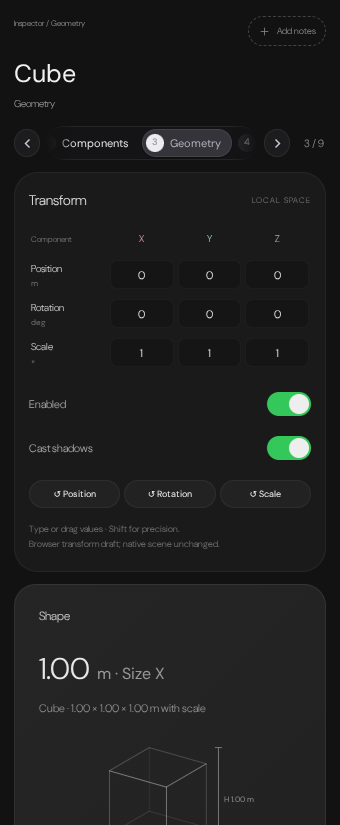 Inspector / Geometry
+ Add notes
Cube
Geometry
Components 3 Geometry 4 3 / 9
Transform LOCAL SPACE
Component X Y Z
Position 0 0 0
m
Rotation 0 0 0
deg
Scale 1 1 1
×
Enabled
Cast shadows
↺ Position ↺ Rotation ↺ Scale
Type or drag values · Shift for precision.
Browser transform draft; native scene unchanged.
Shape
1.00 m · Size X
Cube · 1.00 × 1.00 × 1.00 m with scale
H 1.00 m